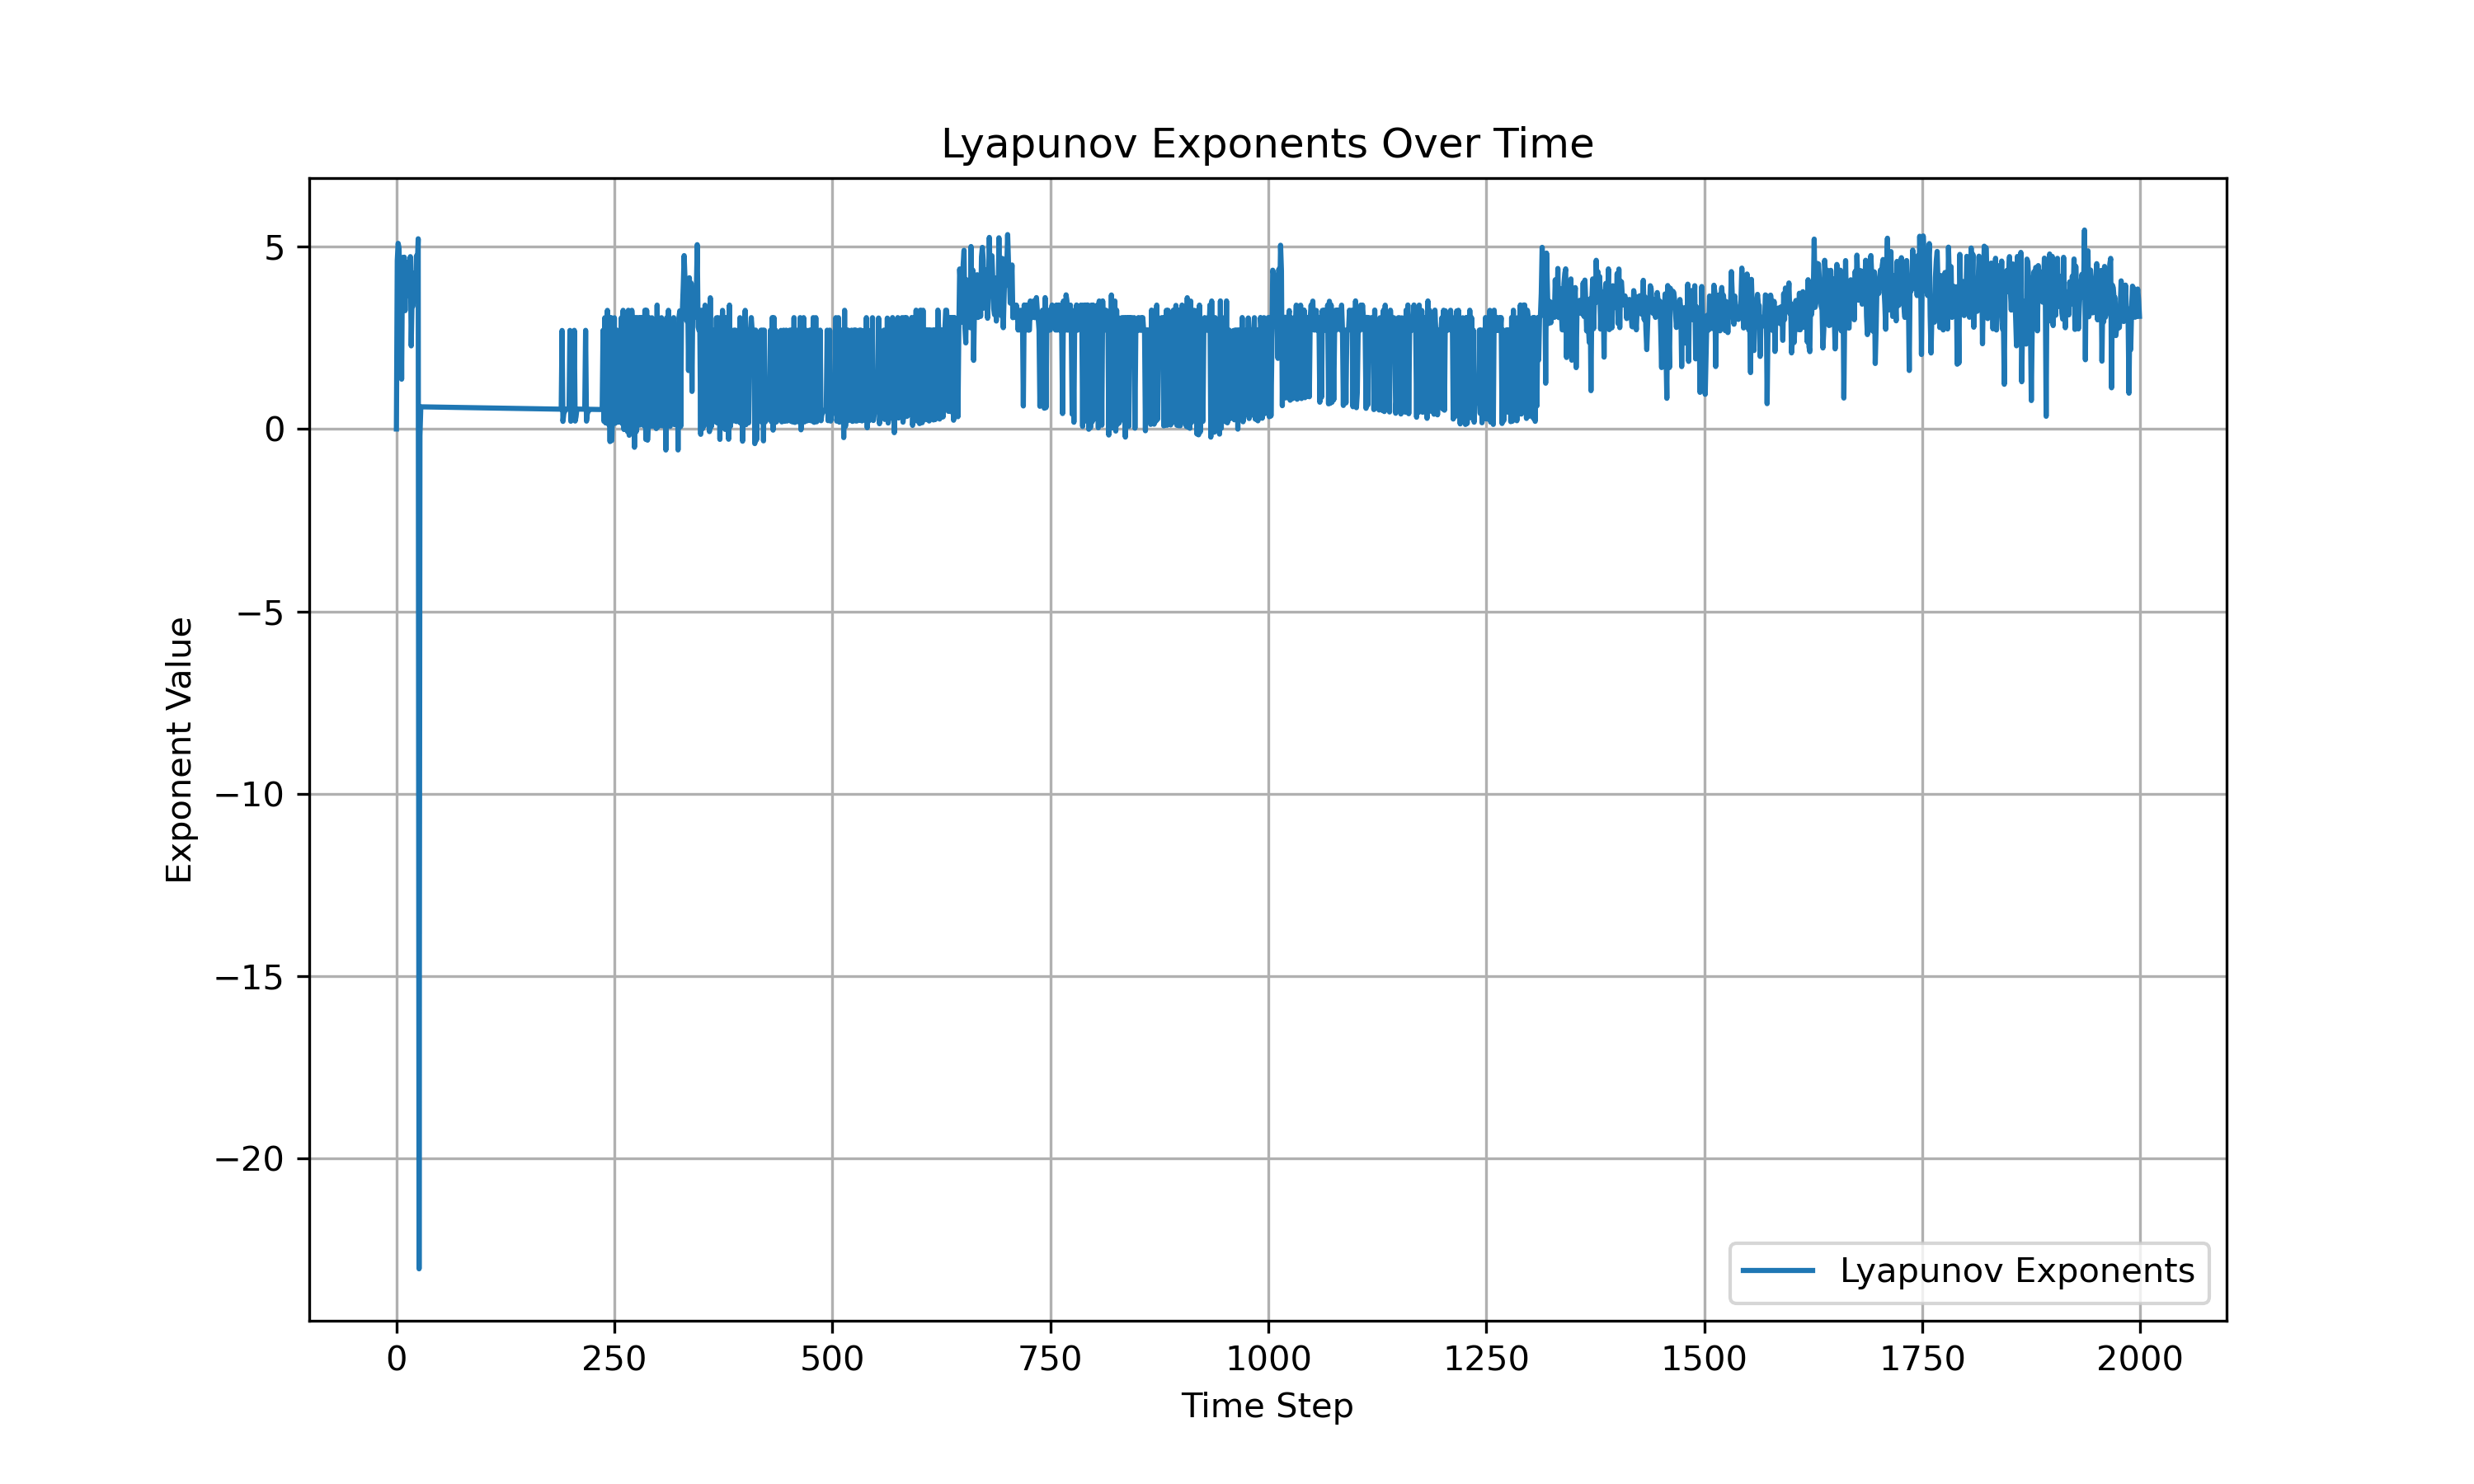 Lyapunov Exponents Over Time
5
0
−5
−10
−15
−20
Exponent Value
0 250 500 750 1000 1250 1500 1750 2000
Time Step
Lyapunov Exponents